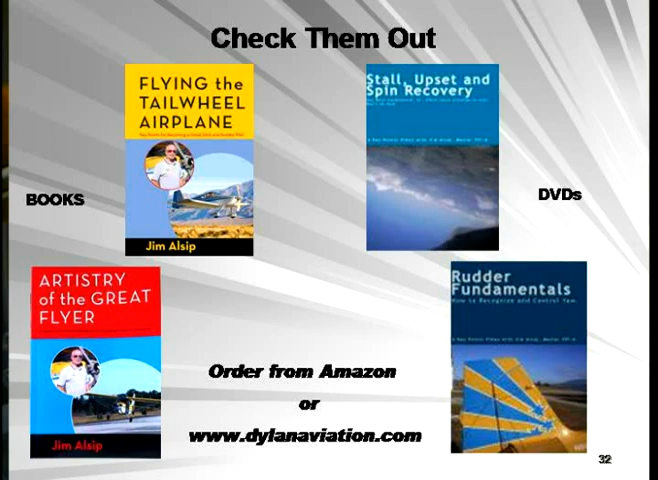 Check Them Out
FLYING the
TAILWHEEL
AIRPLANE
Jim Alsip
Stall, Upset and
Spin Recovery
BOOKS
DVDs
ARTISTRY
of the GREAT
FLYER
Jim Alsip
Rudder
Fundamentals
How to Recognize and Control Yaw
Order from Amazon
or
www.dylanaviation.com
32